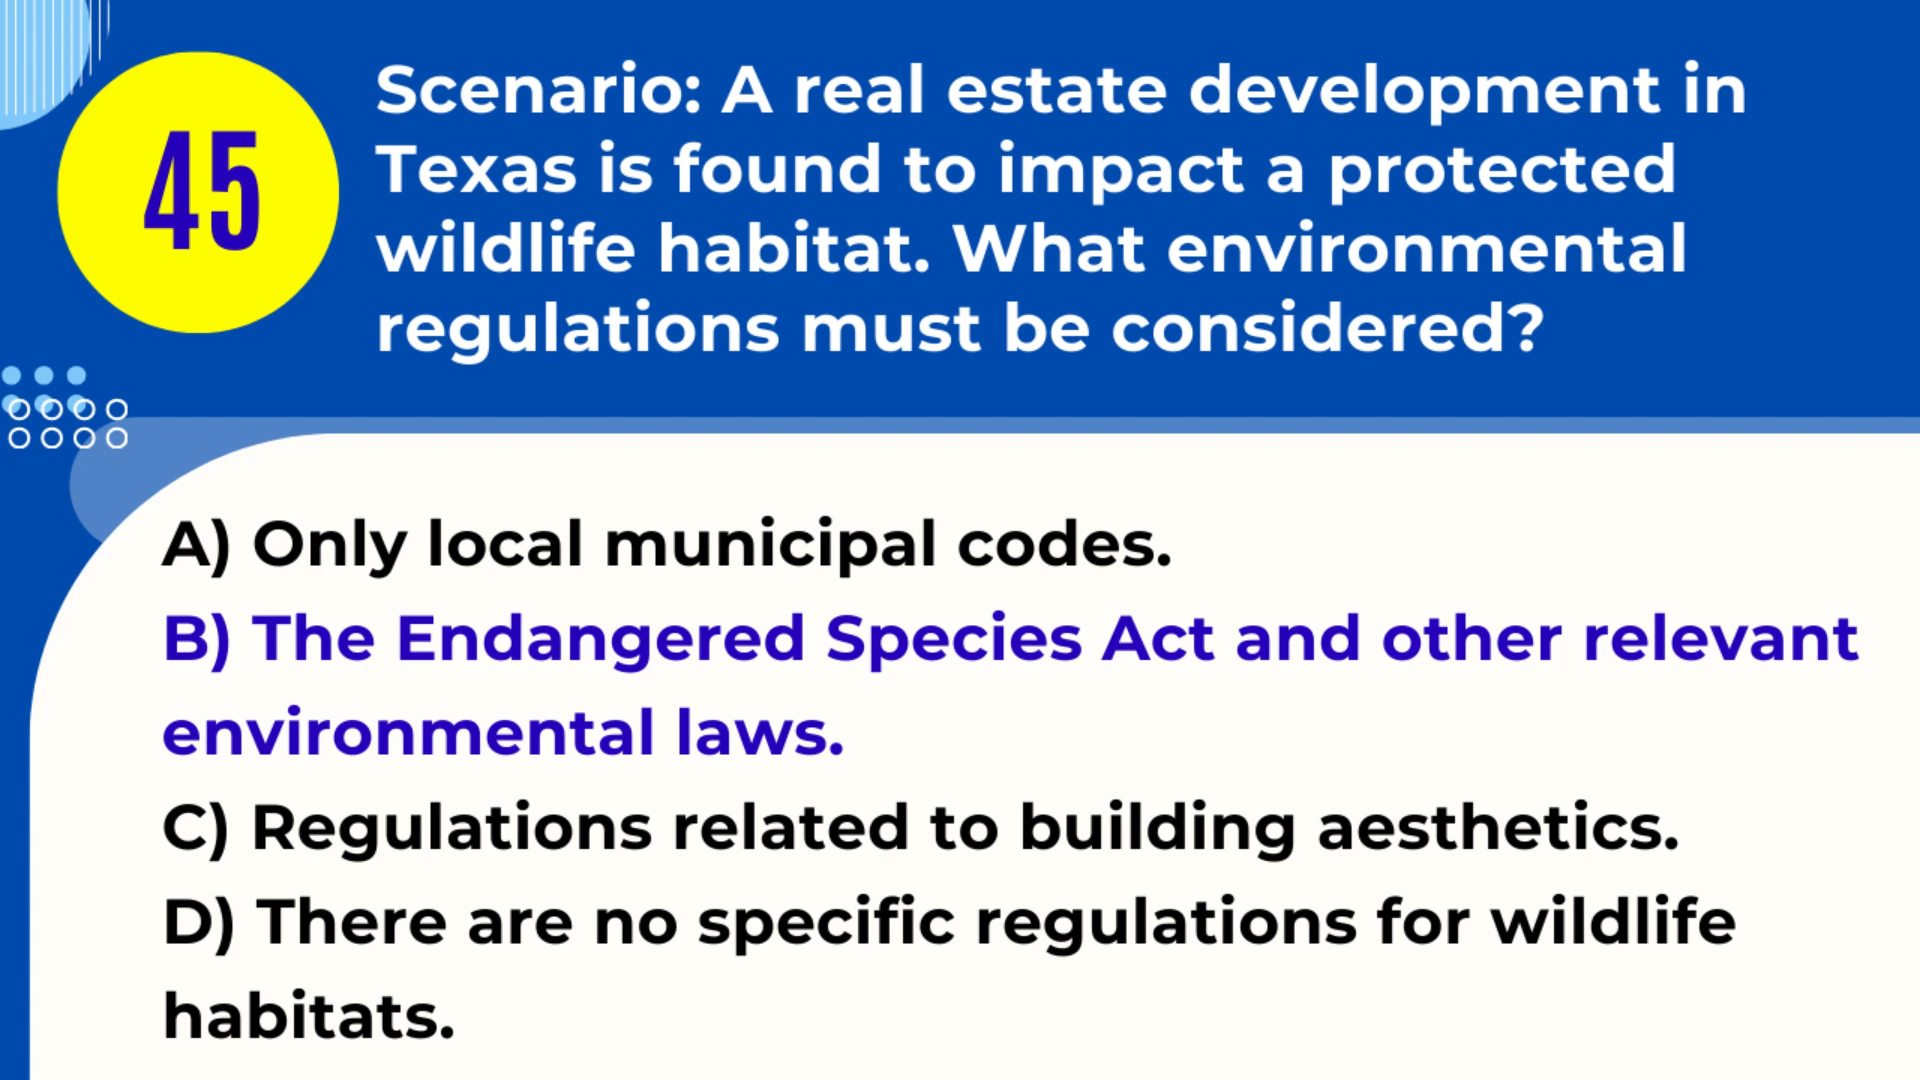 45
Scenario: A real estate development in
Texas is found to impact a protected
wildlife habitat. What environmental
regulations must be considered?
A) Only local municipal codes.
B) The Endangered Species Act and other relevant
environmental laws.
C) Regulations related to building aesthetics.
D) There are no specific regulations for wildlife
habitats.